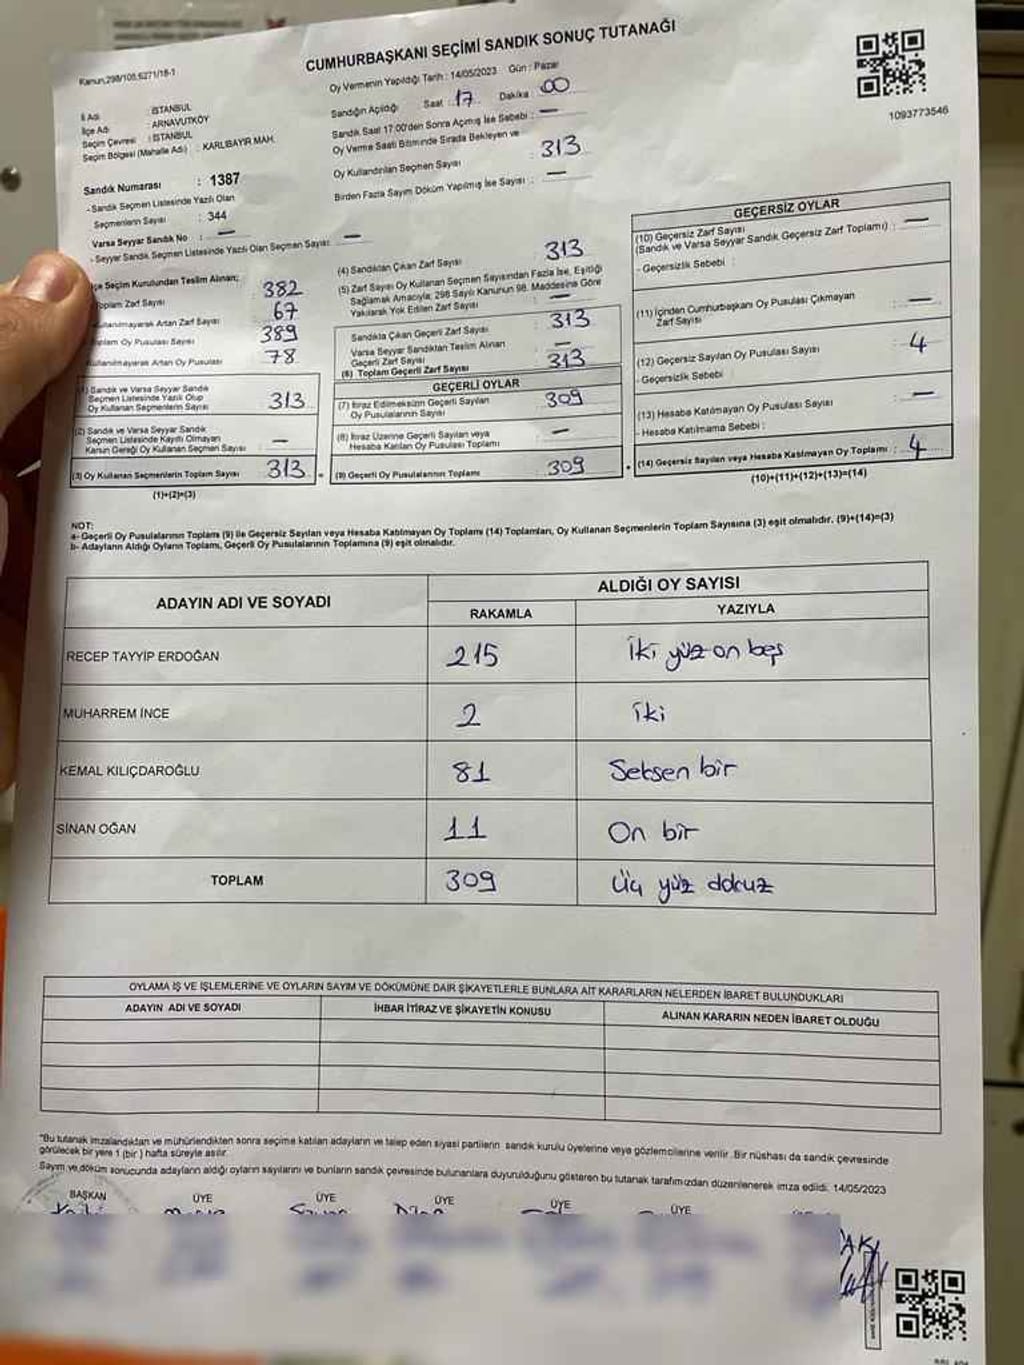 Kanun,298/108,6271/18-1
CUMHURBAŞKANI SEÇİMİ SANDIK SONUÇ TUTANAĞI
Oy Vermenin Yapıldığı Tarih : 14/05/2023 Gün : Pazar
Sandığın Açıldığı Saat : 17 Dakika : 00
Sandık Saat 17:00'den Sonra Açımış İse Sebebi : —
Oy Verme Saati Bitiminde Sırada Bekleyen ve
Oy Kullandırılan Seçmen Sayısı : 313
Birden Fazla Sayım Döküm Yapılmış İse Sayısı : —
1093773546
İl Adı : İSTANBUL
İlçe Adı : ARNAVUTKÖY
Seçim Çevresi : İSTANBUL
Seçim Bölgesi (Mahalle Adı) : KARLIBAYIR MAH.
Sandık Numarası : 1387
- Sandık Seçmen Listesinde Yazılı Olan
Seçmenlerin Sayısı : 344
Varsa Seyyar Sandık No : —
- Seyyar Sandık Seçmen Listesinde Yazılı Olan Seçmen Sayısı : —
Seçim Kurulundan Teslim Alınan;
Toplam Zarf Sayısı 382
Kullanılmayarak Artan Zarf Sayısı 67
Toplam Oy Pusulası Sayısı 389
Kullanılmayarak Artan Oy Pusulası 78
(1) Sandık ve Varsa Seyyar Sandık
Seçmen Listesinde Yazılı Olup
Oy Kullanan Seçmenlerin Sayısı 313
(2) Sandık ve Varsa Seyyar Sandık
Seçmen Listesinde Kayıtlı Olmayan
Kanun Gereği Oy Kullanan Seçmen Sayısı —
(3) Oy Kullanan Seçmenlerin Toplam Sayısı 313
(1)+(2)=(3)
(4) Sandıktan Çıkan Zarf Sayısı 313
(5) Zarf Sayısı Oy Kullanan Seçmen Sayısından Fazla İse, Eşitliği
Sağlamak Amacıyla; 298 Sayılı Kanunun 98. Maddesine Göre
Yakılarak Yok Edilen Zarf Sayısı : —
Sandıkta Çıkan Geçerli Zarf Sayısı : 313
Varsa Seyyar Sandıktan Teslim Alınan
Geçerli Zarf Sayısı —
(6) Toplam Geçerli Zarf Sayısı 313
GEÇERLİ OYLAR
(7) İtiraz Edilmeksizin Geçerli Sayılan
Oy Pusulalarının Sayısı 309
(8) İtiraz Üzerine Geçerli Sayılan veya
Hesaba Katılan Oy Pusulası Toplamı —
(9) Geçerli Oy Pusulalarının Toplamı 309
GEÇERSİZ OYLAR
(10) Geçersiz Zarf Sayısı
(Sandık ve Varsa Seyyar Sandık Geçersiz Zarf Toplamı) : —
- Geçersizlik Sebebi :
(11) İçinden Cumhurbaşkanı Oy Pusulası Çıkmayan
Zarf Sayısı : —
(12) Geçersiz Sayılan Oy Pusulası Sayısı : 4
- Geçersizlik Sebebi
(13) Hesaba Katılmayan Oy Pusulası Sayısı : —
- Hesaba Katılmama Sebebi :
(14) Geçersiz Sayılan veya Hesaba Katılmayan Oy Toplamı : 4
(10)+(11)+(12)+(13)=(14)
NOT:
a- Geçerli Oy Pusulalarının Toplamı (9) ile Geçersiz Sayılan veya Hesaba Katılmayan Oy Toplamı (14) Toplamları, Oy Kullanan Seçmenlerin Toplam Sayısına (3) eşit olmalıdır. (9)+(14)=(3)
b- Adayların Aldığı Oyların Toplamı, Geçerli Oy Pusulalarının Toplamına (9) eşit olmalıdır.
ADAYIN ADI VE SOYADI ALDIĞI OY SAYISI
RAKAMLA YAZIYLA
RECEP TAYYİP ERDOĞAN 215 İki yüz on beş
MUHARREM İNCE 2 İki
KEMAL KILIÇDAROĞLU 81 Seksen bir
SİNAN OĞAN 11 On bir
TOPLAM 309 Üç yüz dokuz
OYLAMA İŞ VE İŞLEMLERİNE VE OYLARIN SAYIM VE DÖKÜMÜNE DAİR ŞİKAYETLERLE BUNLARA AİT KARARLARIN NELERDEN İBARET BULUNDUKLARI
ADAYIN ADI VE SOYADI İHBAR İTİRAZ VE ŞİKAYETİN KONUSU ALINAN KARARIN NEDEN İBARET OLDUĞU
"Bu tutanak imzalandıktan ve mühürlendikten sonra seçime katılan adayların ve talep eden siyasi partilerin sandık kurulu üyelerine veya gözlemcilerine verilir. Bir nüshası da sandık çevresinde
görülecek bir yere 1 (bir ) hafta süreyle asılır.
Sayım ve döküm sonucunda adayların aldığı oyların sayılarını ve bunların sandık çevresinde bulunanlara duyurulduğunu gösteren bu tutanak tarafımızdan düzenlenerek imza edildi. 14/05/2023
BAŞKAN ÜYE ÜYE ÜYE ÜYE ÜYE